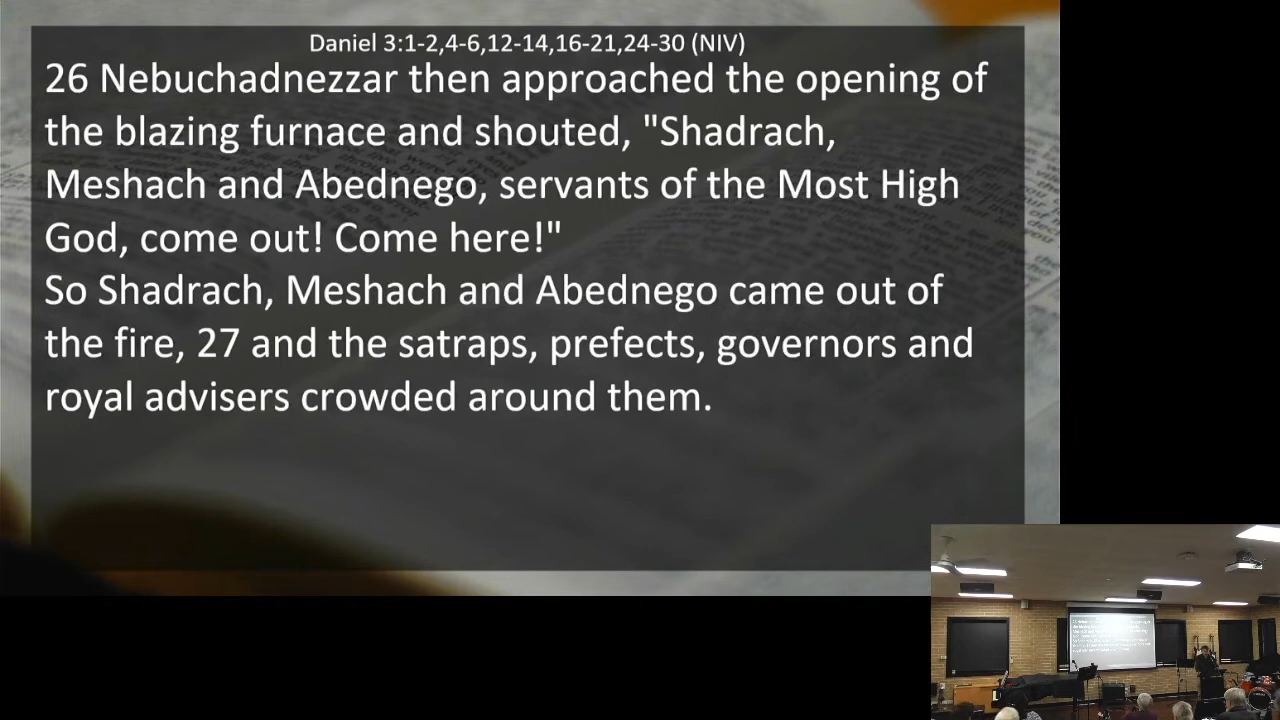 Daniel 3:1-2,4-6,12-14,16-21,24-30 (NIV)
26 Nebuchadnezzar then approached the opening of
the blazing furnace and shouted, "Shadrach,
Meshach and Abednego, servants of the Most High
God, come out! Come here!"
So Shadrach, Meshach and Abednego came out of
the fire, 27 and the satraps, prefects, governors and
royal advisers crowded around them.